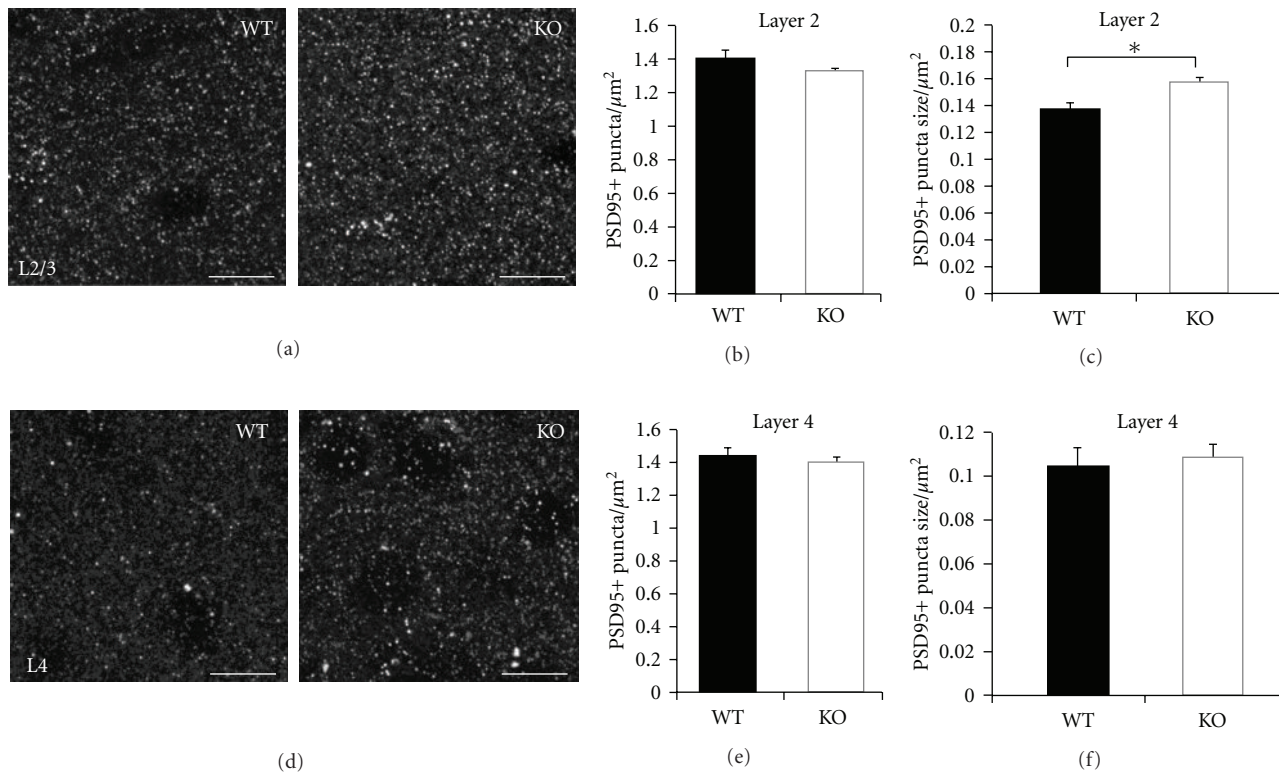 WT
KO
L2/3
(a)
Layer 2
PSD95+ puncta/μm²
1.6
1.4
1.2
1
0.8
0.6
0.4
0.2
0
WT
KO
(b)
Layer 2
PSD95+ puncta size/μm²
0.2
0.18
0.16
0.14
0.12
0.1
0.08
0.06
0.04
0.02
0
*
WT
KO
(c)
WT
KO
L4
(d)
Layer 4
PSD95+ puncta/μm²
1.6
1.4
1.2
1
0.8
0.6
0.4
0.2
0
WT
KO
(e)
Layer 4
PSD95+ puncta size/μm²
0.12
0.1
0.08
0.06
0.04
0.02
0
WT
KO
(f)